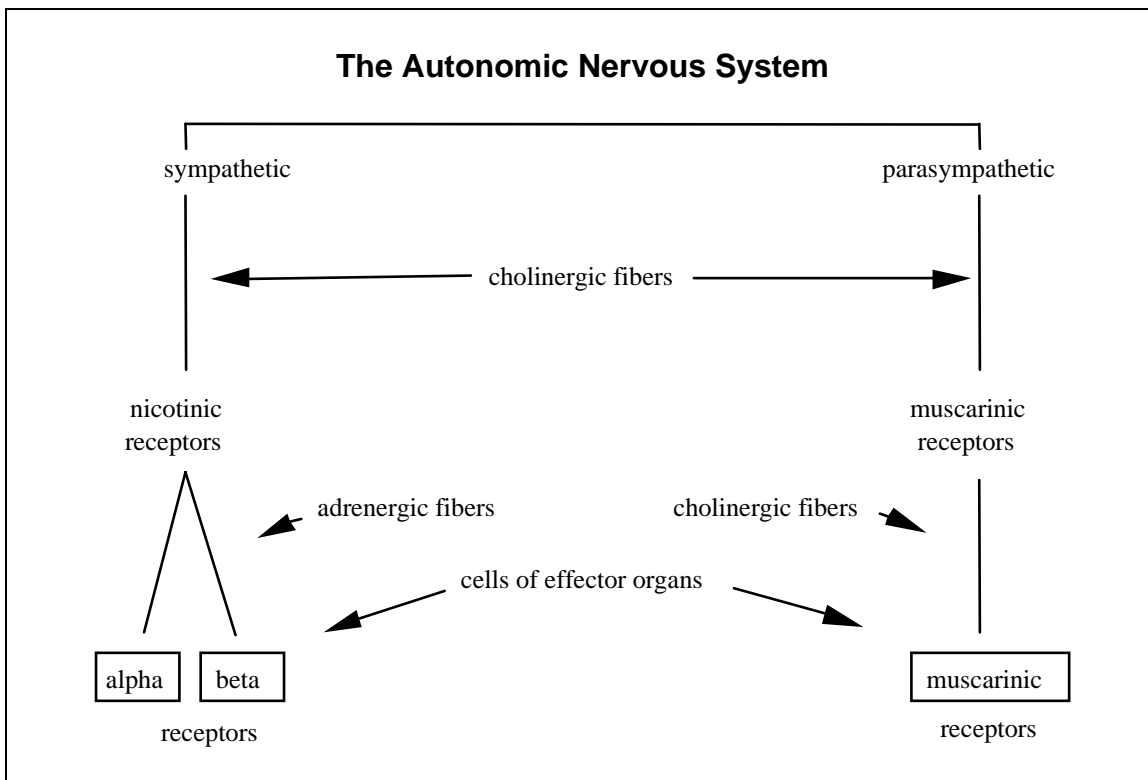 The Autonomic Nervous System
sympathetic
parasympathetic
cholinergic fibers
nicotinic
receptors
muscarinic
receptors
adrenergic fibers
cholinergic fibers
cells of effector organs
alpha
beta
muscarinic
receptors
receptors